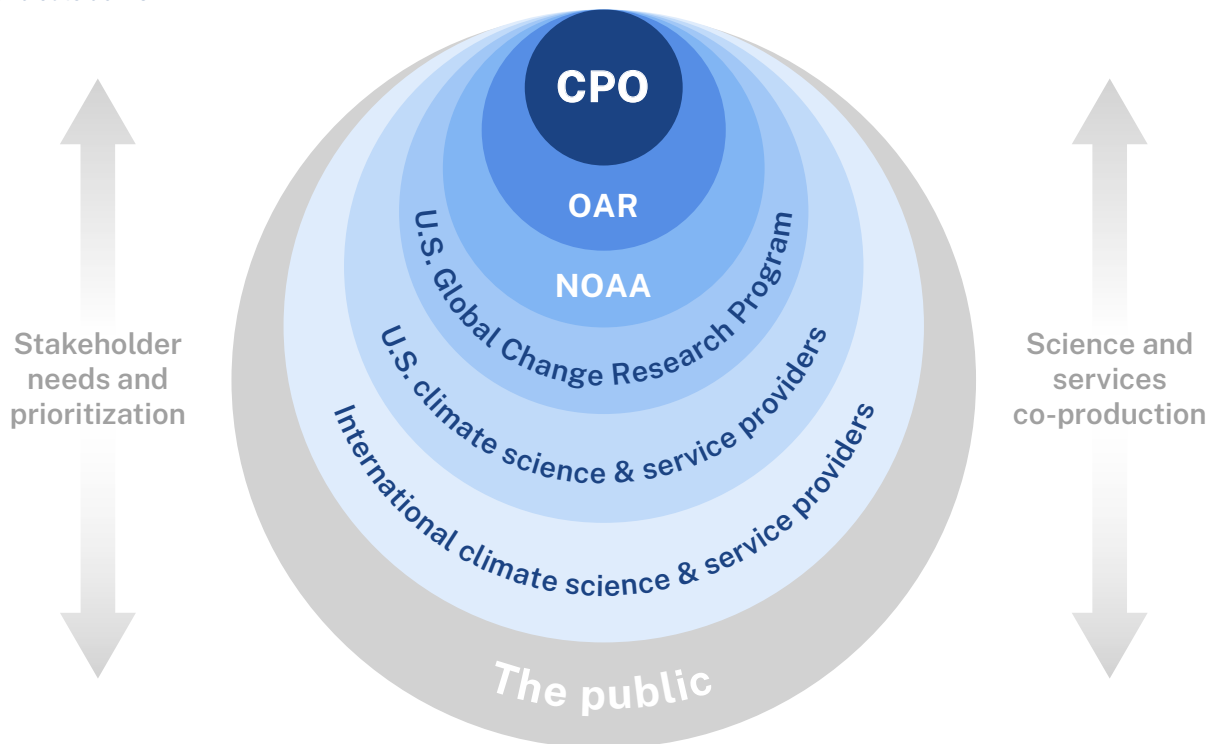 CPO
OAR
NOAA
U.S. Global Change Research Program
U.S. climate science & service providers
International climate science & service providers
The public
Stakeholder
needs and
prioritization
Science and
services
co-production